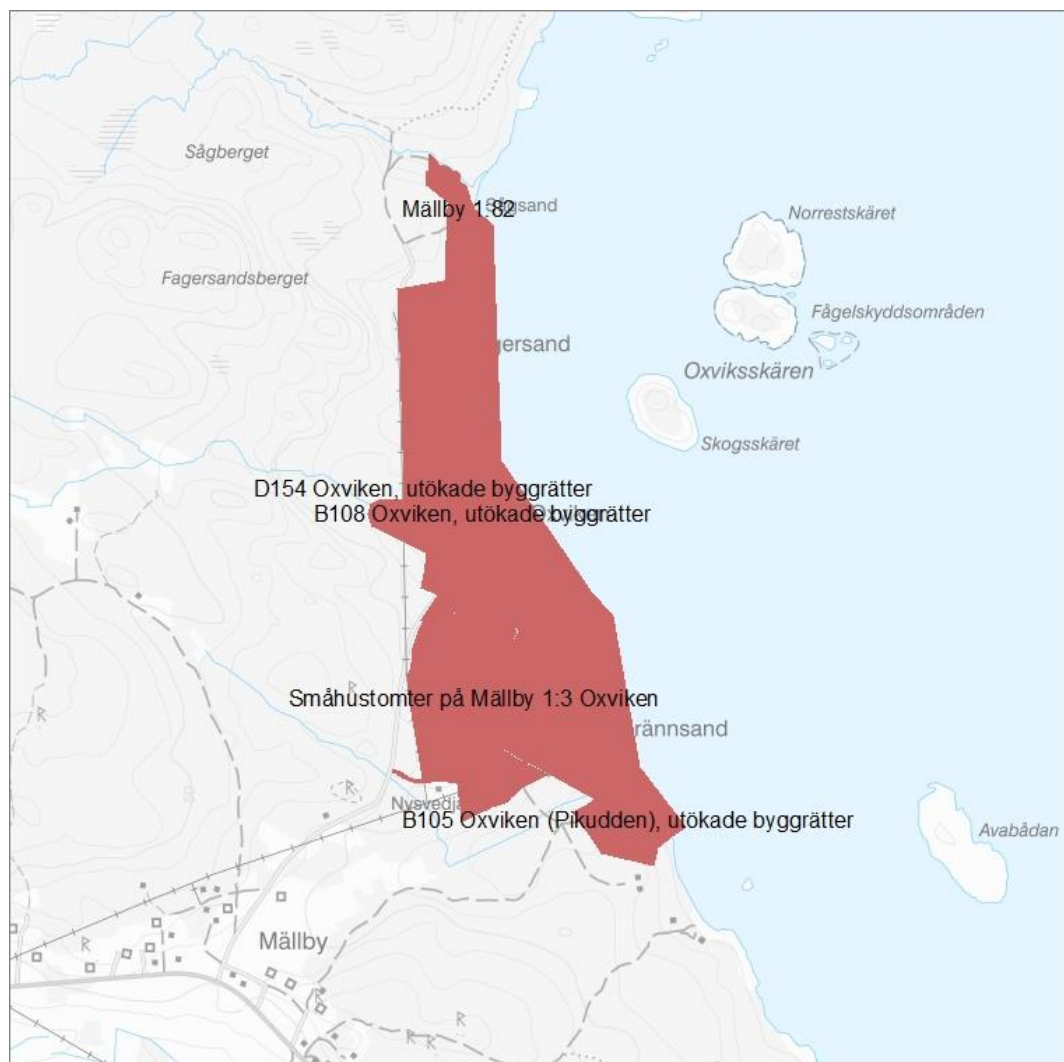 Sågberget
Mällby 1:82
Norrestskäret
Fagersandsberget
Fågelskyddsområden
Oxviksskären
Skogsskäret
D154 Oxviken, utökade byggrätter
B108 Oxviken, utökade byggrätter
Småhustomter på Mällby 1:3 Oxviken
B105 Oxviken (Pikudden), utökade byggrätter
Avabådan
Mällby